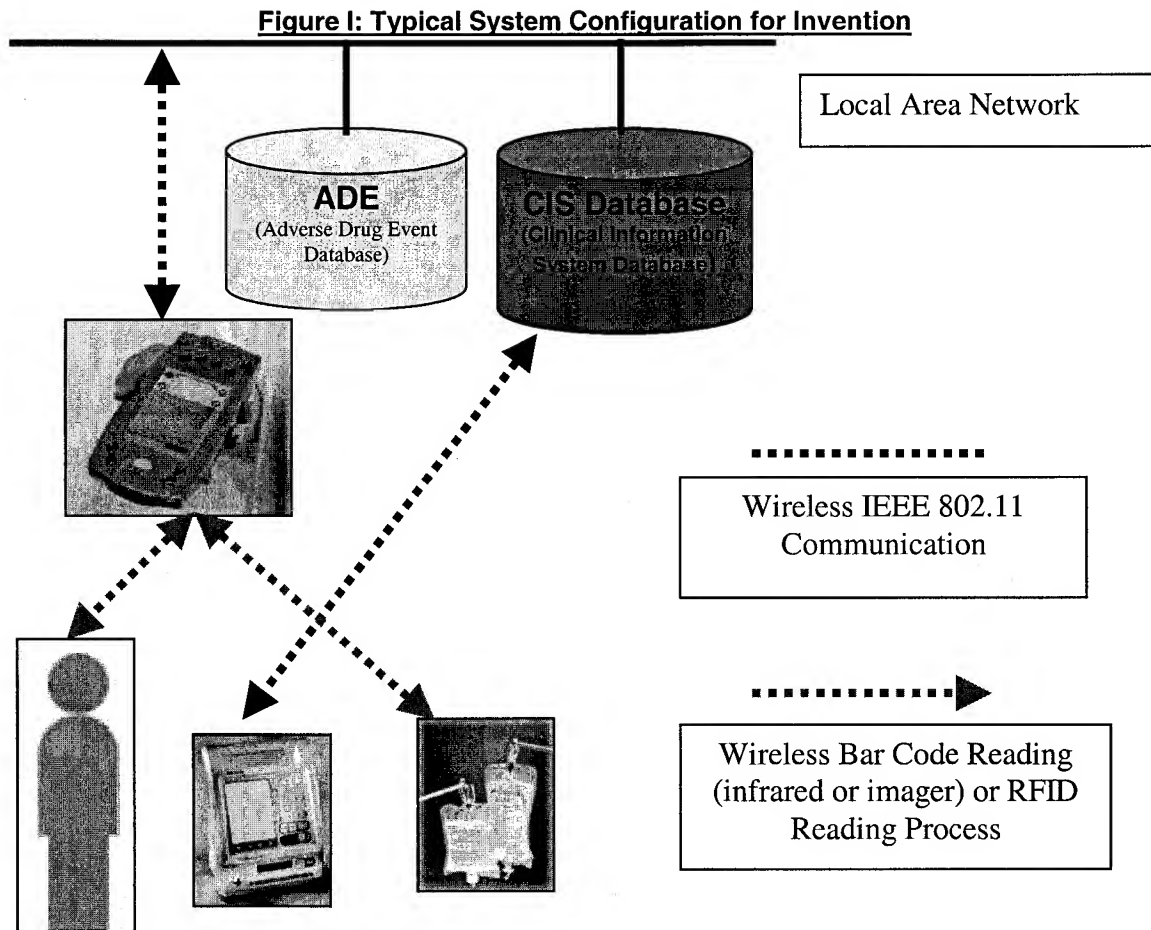 Figure I: Typical System Configuration for Invention
Local Area Network
ADE
(Adverse Drug Event
Database)
CIS Database
(Clinical Information
System Database)
Wireless IEEE 802.11
Communication
Wireless Bar Code Reading
(infrared or imager) or RFID
Reading Process